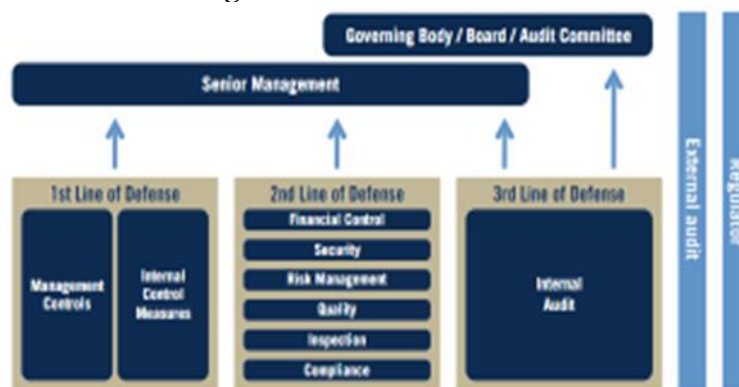 Governing Body / Board / Audit Committee
Senior Management
1st Line of Defense
Management
Controls
Internal
Control
Measures
2nd Line of Defense
Financial Control
Security
Risk Management
Quality
Inspection
Compliance
3rd Line of Defense
Internal
Audit
External audit
Regulator